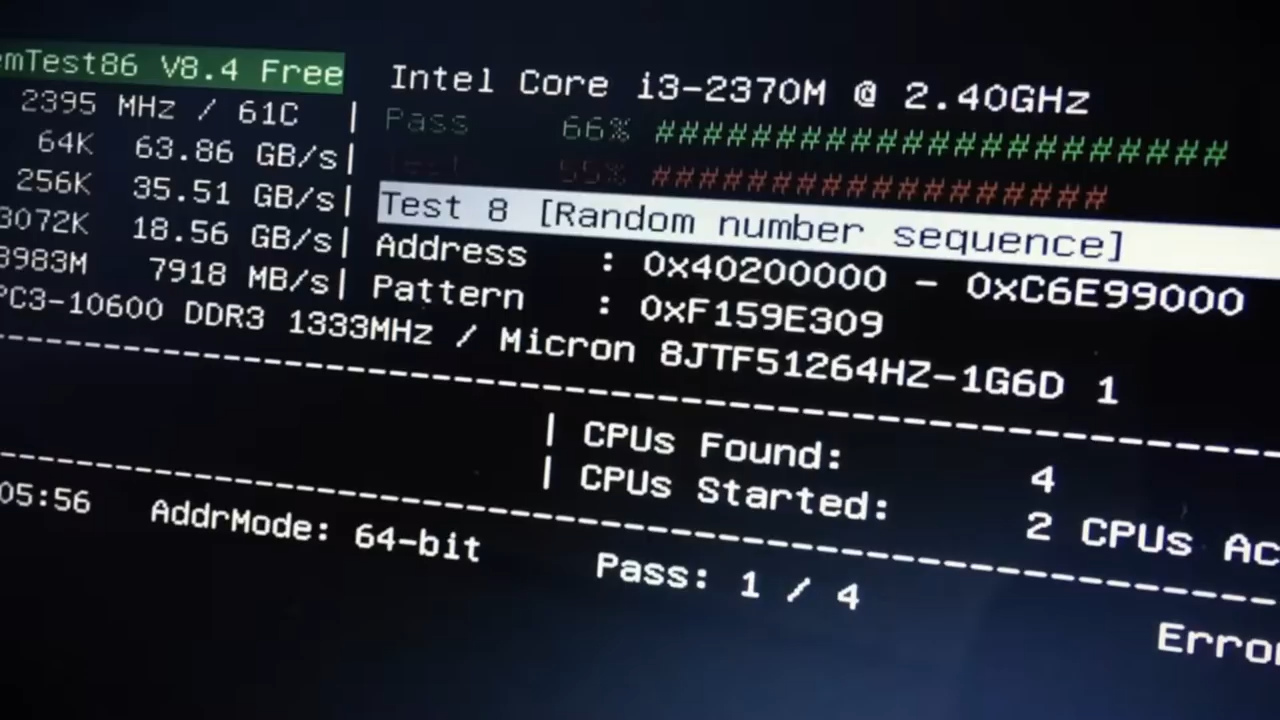 emTest86 V8.4 Free
Intel Core i3-2370M @ 2.40GHz
2395 MHz / 61C |
Pass 66% #########################
64K 63.86 GB/s|
55% ####################
256K 35.51 GB/s|
Test 8 [Random number sequence]
3072K 18.56 GB/s|
Address : 0x40200000 - 0xC6E99000
3983M 7918 MB/s|
Pattern : 0xF159E309
PC3-10600 DDR3 1333MHz / Micron 8JTF51264HZ-1G6D 1
| CPUs Found: 4
| CPUs Started: 2 CPUs Ac
05:56 AddrMode: 64-bit Pass: 1 / 4
Error